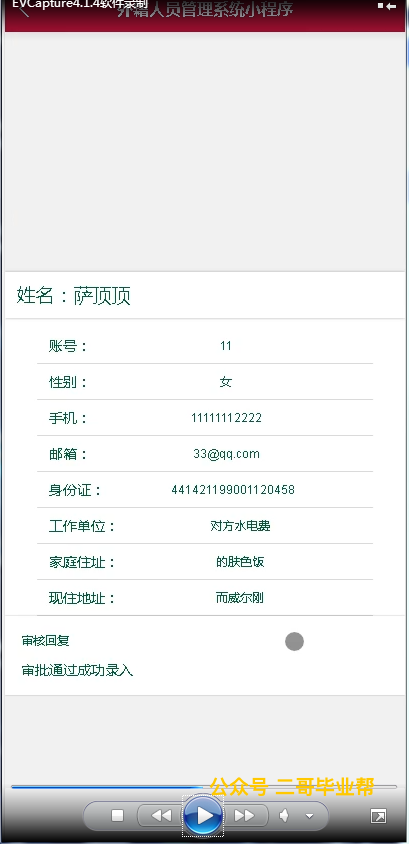 EVCapture4.1.4软件录制
外籍人员管理系统小程序
姓名：萨顶顶
账号： 11
性别： 女
手机： 11111112222
邮箱： 33@qq.com
身份证： 441421199001120458
工作单位： 对方水电费
家庭住址： 的肤色饭
现住地址： 而威尔刚
审核回复
审批通过成功录入
公众号 二哥毕业帮